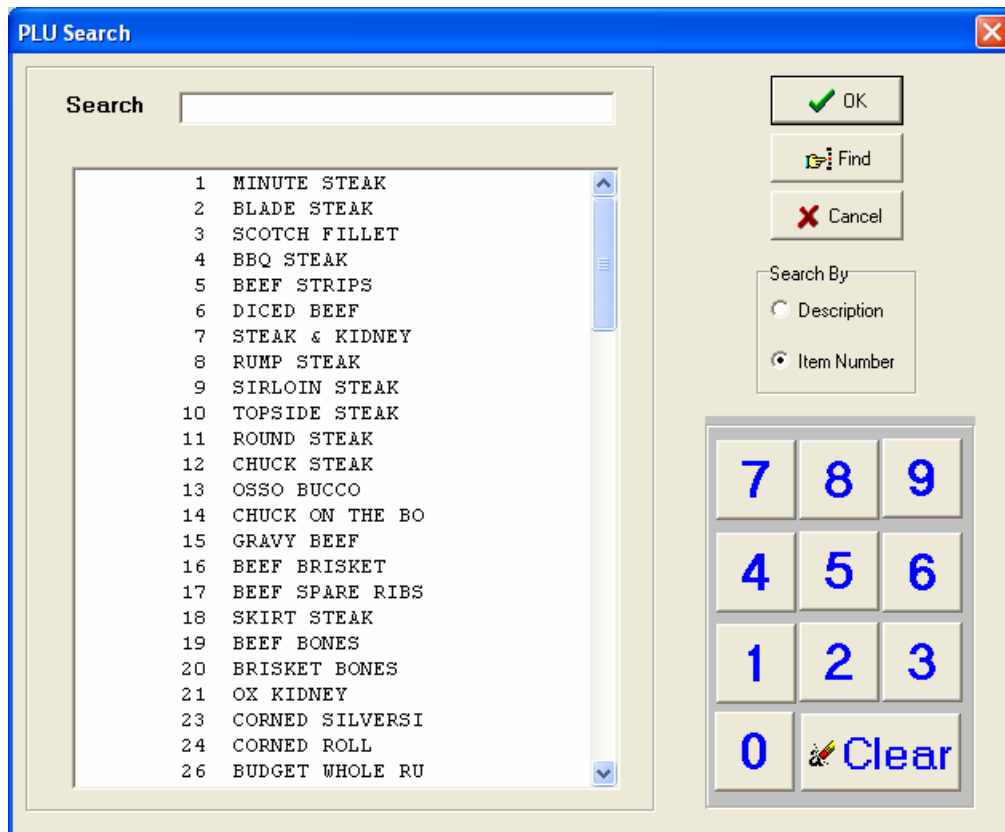 PLU Search
Search
1 MINUTE STEAK
2 BLADE STEAK
3 SCOTCH FILLET
4 BBQ STEAK
5 BEEF STRIPS
6 DICED BEEF
7 STEAK & KIDNEY
8 RUMP STEAK
9 SIRLOIN STEAK
10 TOPSIDE STEAK
11 ROUND STEAK
12 CHUCK STEAK
13 OSSO BUCCO
14 CHUCK ON THE BO
15 GRAVY BEEF
16 BEEF BRISKET
17 BEEF SPARE RIBS
18 SKIRT STEAK
19 BEEF BONES
20 BRISKET BONES
21 OX KIDNEY
23 CORNED SILVERSI
24 CORNED ROLL
26 BUDGET WHOLE RU
OK
Find
Cancel
Search By
Description
Item Number
7 8 9
4 5 6
1 2 3
0 Clear